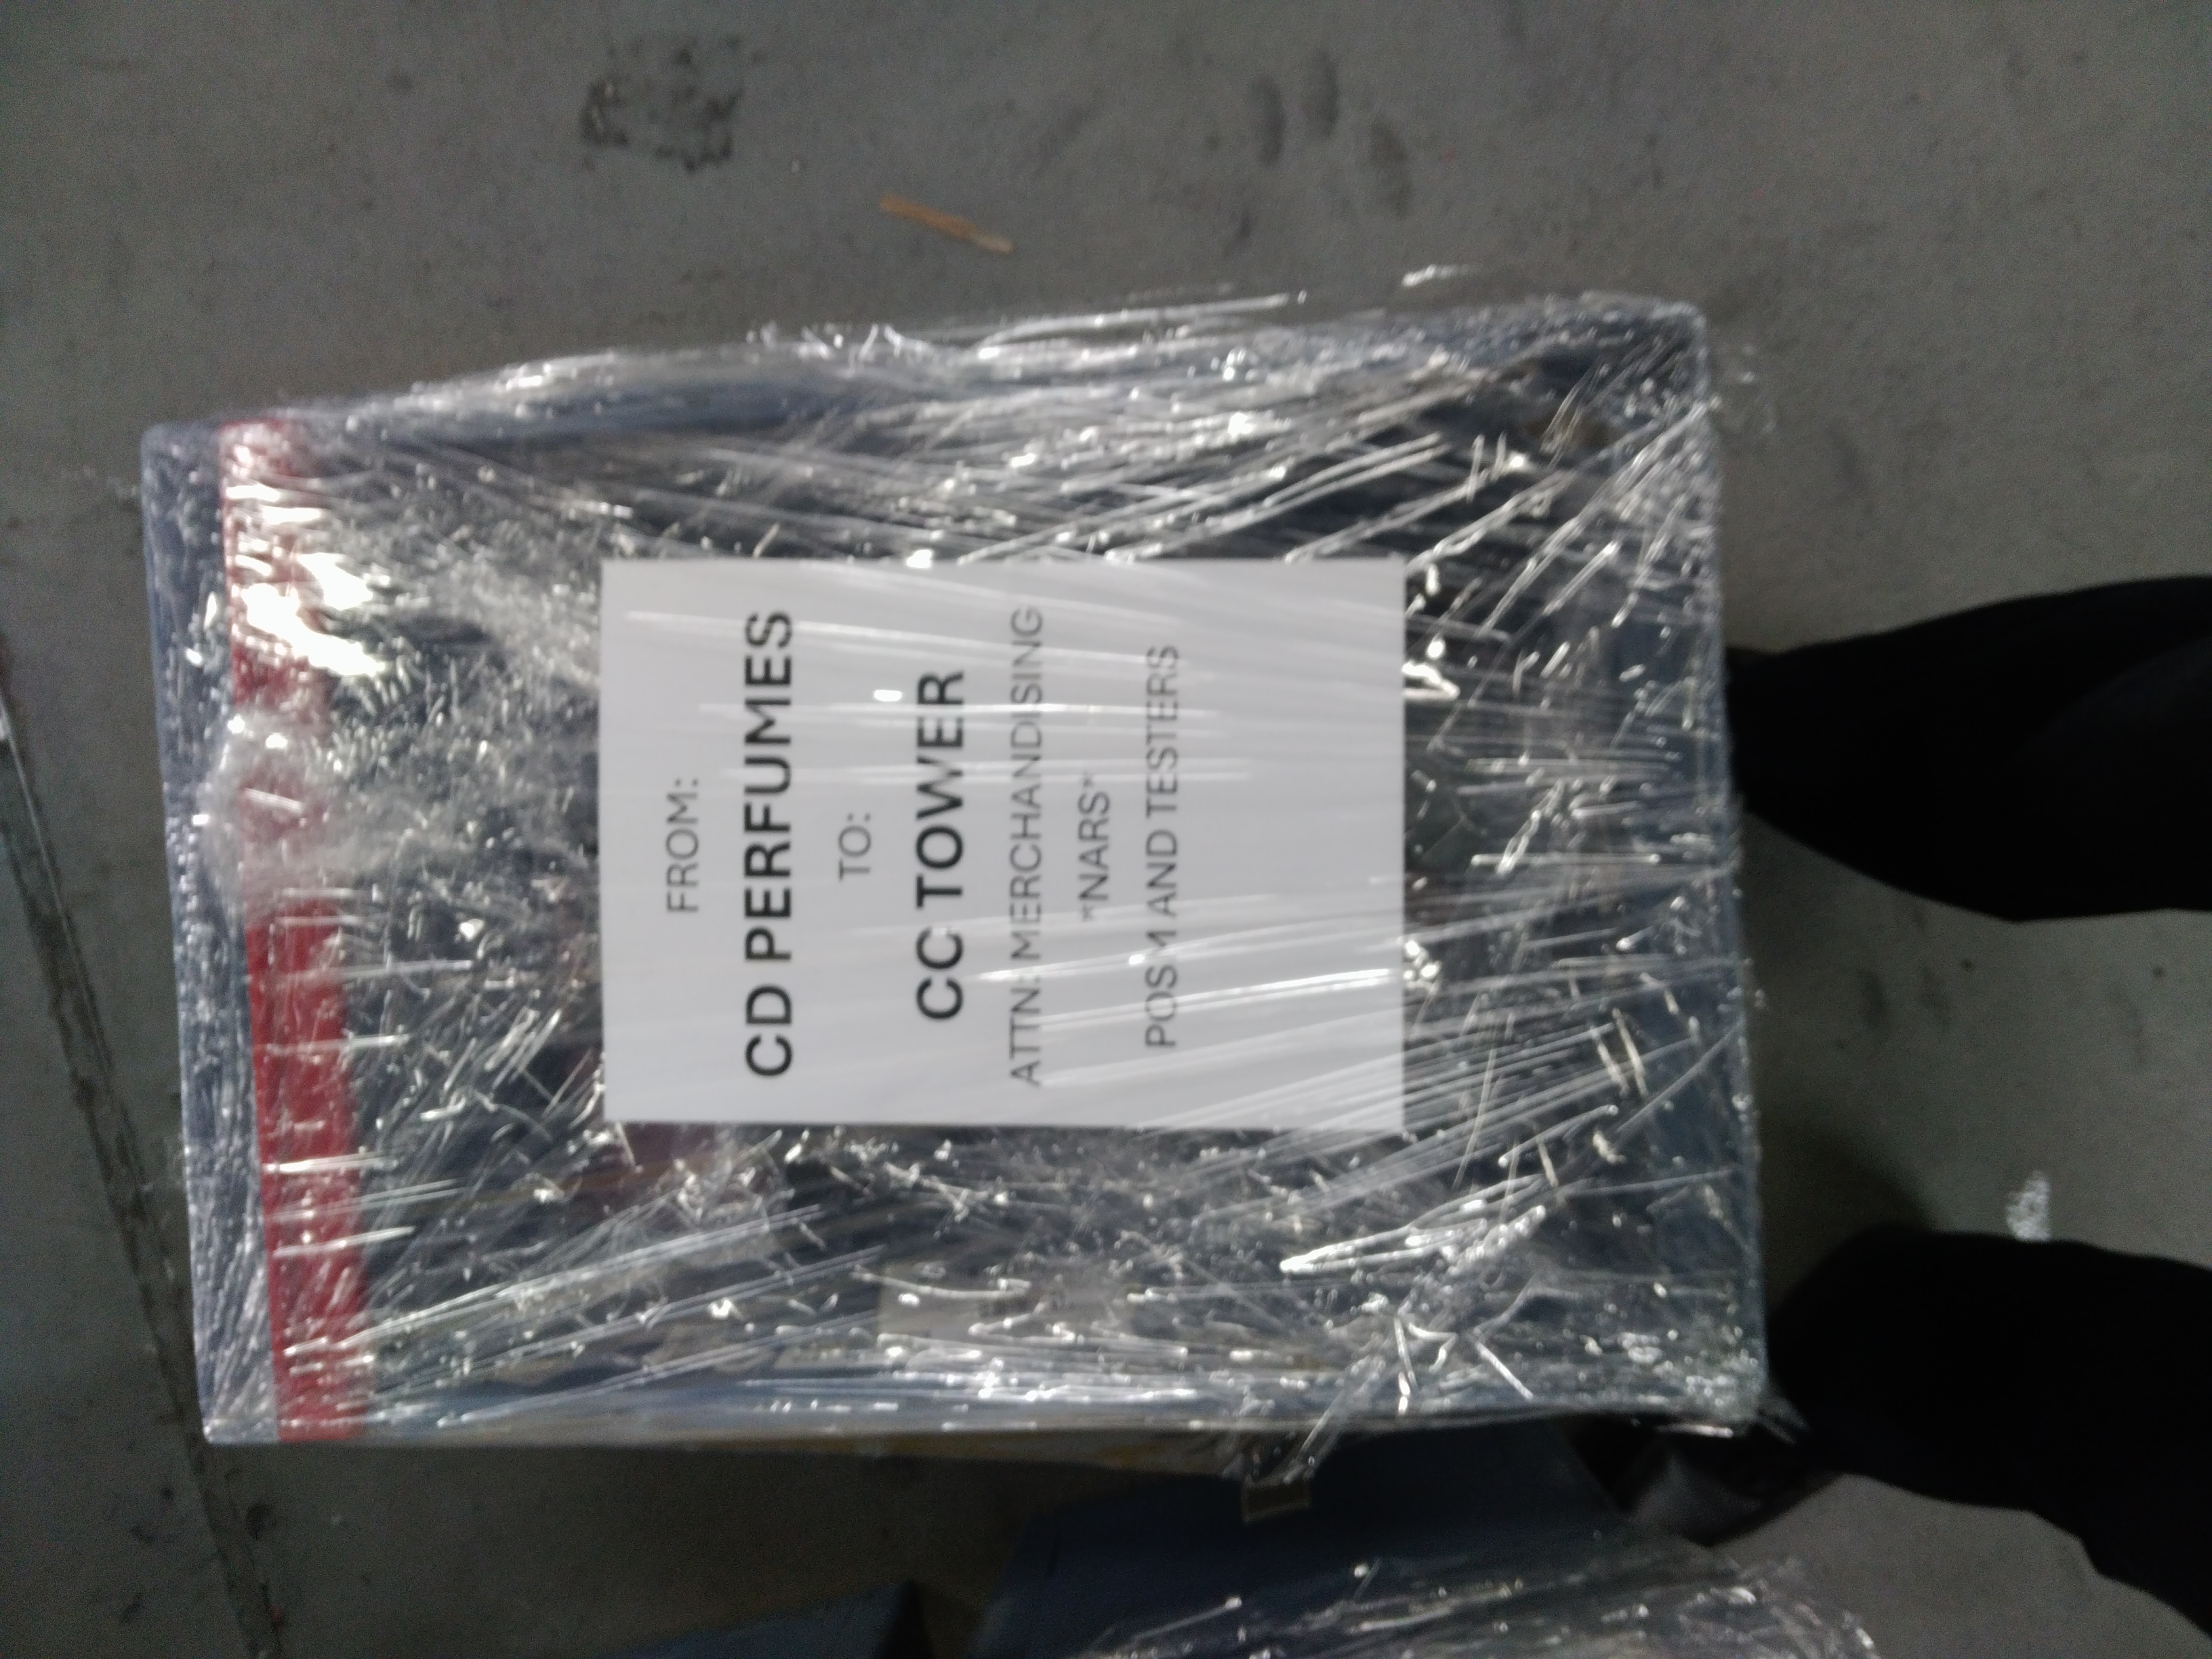 FROM:
CD PERFUMES
TO:
CC TOWER
ATTN: MERCHANDISING
"NARS"
POSM AND TESTERS